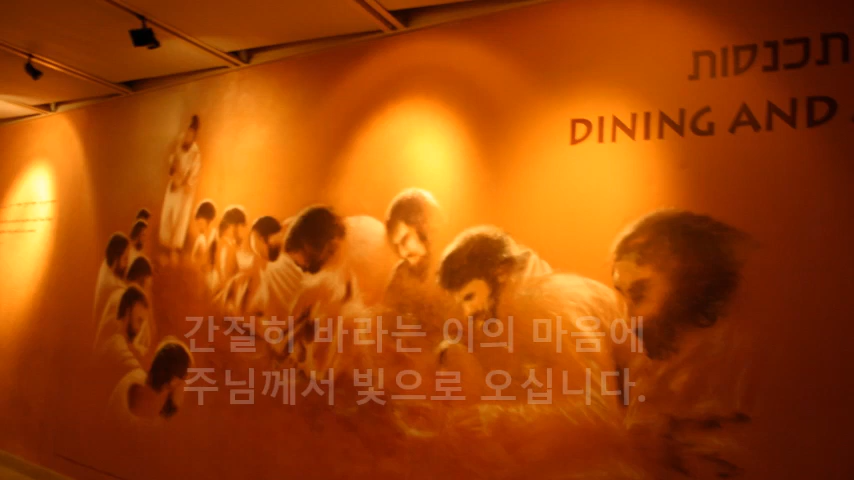 תכנסות
DINING AND
간절히 바라는 이의 마음에
주님께서 빛으로 오십니다.